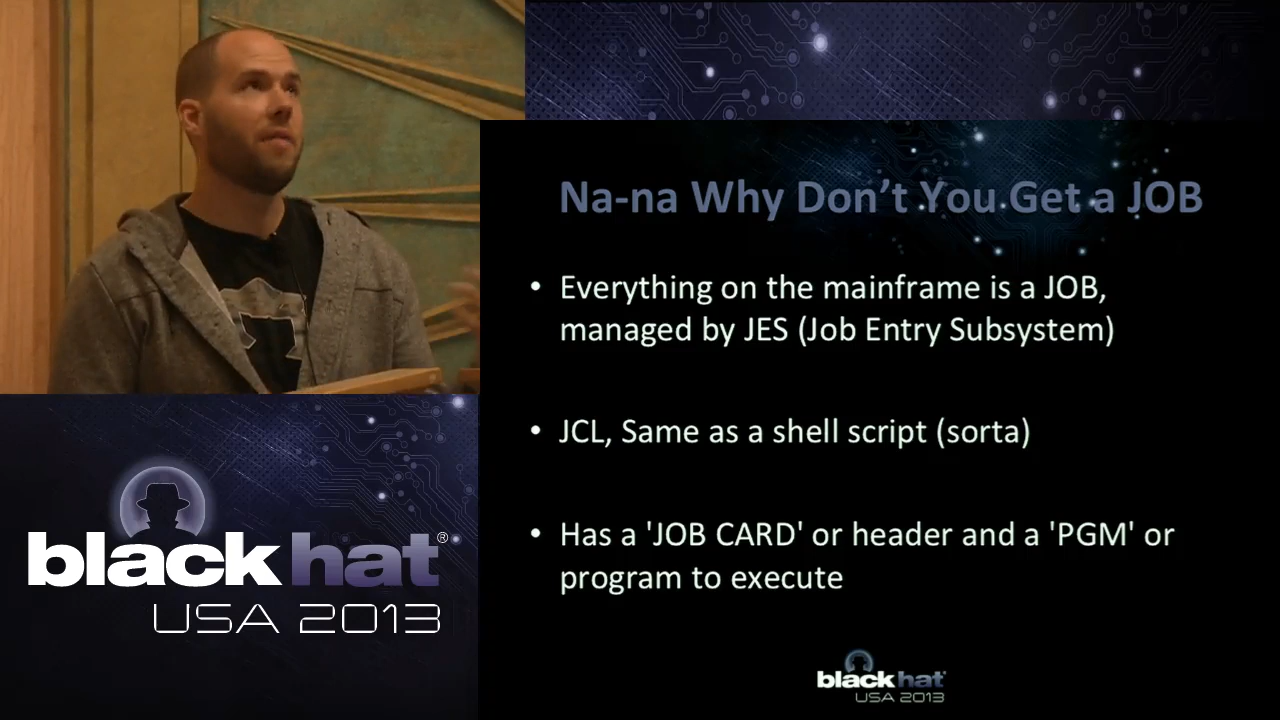 Na-na Why Don't You Get a JOB
• Everything on the mainframe is a JOB,
managed by JES (Job Entry Subsystem)
• JCL, Same as a shell script (sorta)
• Has a 'JOB CARD' or header and a 'PGM' or
program to execute
black hat®
USA 2013
black hat
USA 2013